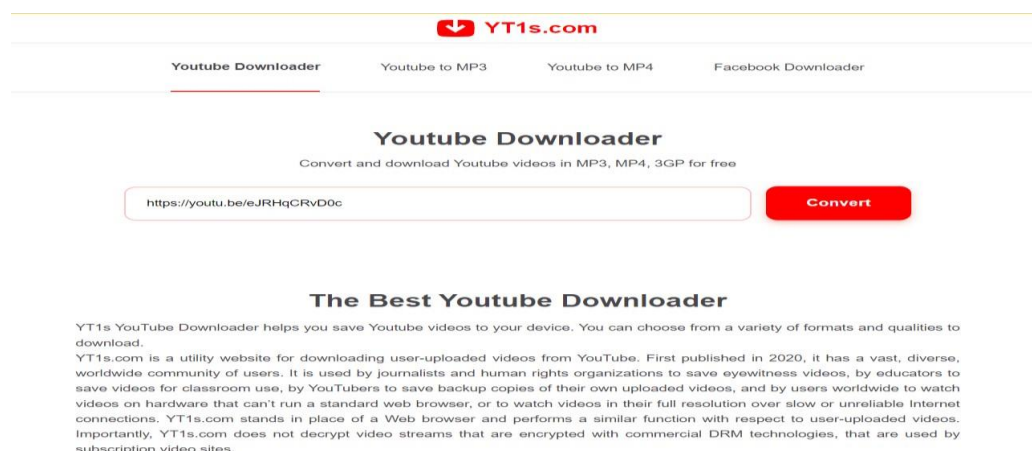 YT1s.com
Youtube Downloader Youtube to MP3 Youtube to MP4 Facebook Downloader
Youtube Downloader
Convert and download Youtube videos in MP3, MP4, 3GP for free
https://youtu.be/eJRHqCRvD0c Convert
The Best Youtube Downloader
YT1s YouTube Downloader helps you save Youtube videos to your device. You can choose from a variety of formats and qualities to
download.
YT1s.com is a utility website for downloading user-uploaded videos from YouTube. First published in 2020, it has a vast, diverse,
worldwide community of users. It is used by journalists and human rights organizations to save eyewitness videos, by educators to
save videos for classroom use, by YouTubers to save backup copies of their own uploaded videos, and by users worldwide to watch
videos on hardware that can't run a standard web browser, or to watch videos in their full resolution over slow or unreliable Internet
connections. YT1s.com stands in place of a Web browser and performs a similar function with respect to user-uploaded videos.
Importantly, YT1s.com does not decrypt video streams that are encrypted with commercial DRM technologies, that are used by
subscription video sites.